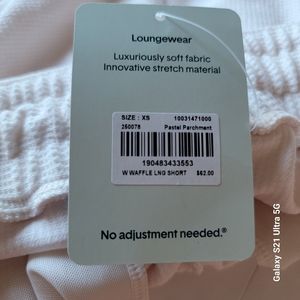 Loungewear
Luxuriously soft fabric
Innovative stretch material
SIZE : XS 10031471000
250078 Pastel Parchment
190483433553
W WAFFLE LNG SHORT $62.00
No adjustment needed.®
Galaxy S21 Ultra 5G